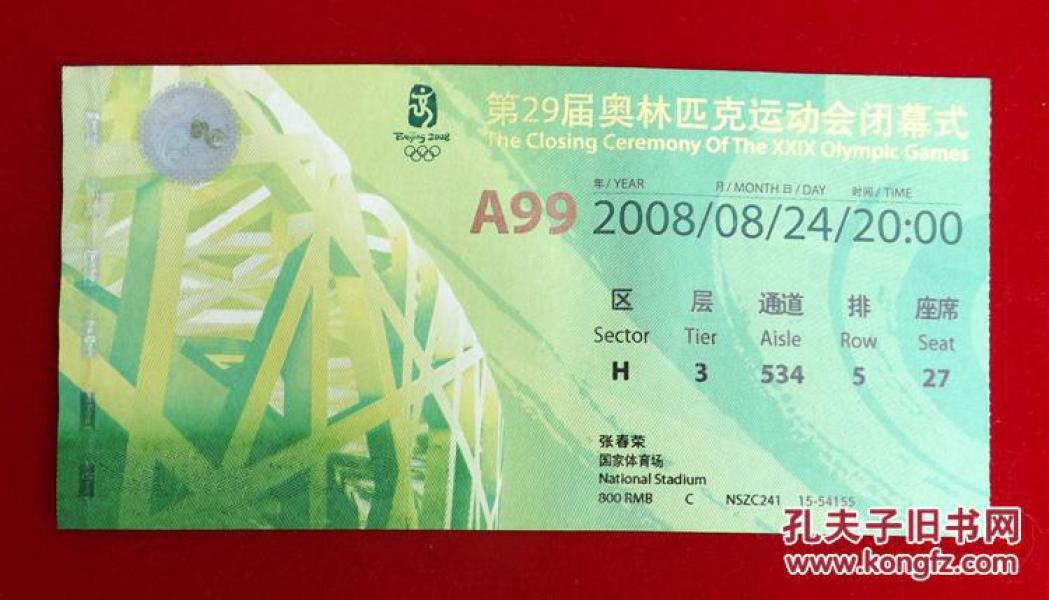 Beijing 2008
第29届奥林匹克运动会闭幕式
The Closing Ceremony Of The XXIX Olympic Games
A99
年/YEAR 月/MONTH 日/DAY 时间/TIME
2008/08/24/20:00
区 层 通道 排 座席
Sector Tier Aisle Row Seat
H 3 534 5 27
张春荣
国家体育场
National Stadium
800 RMB C NSZC241 15-54155
孔夫子旧书网
www.kongfz.com